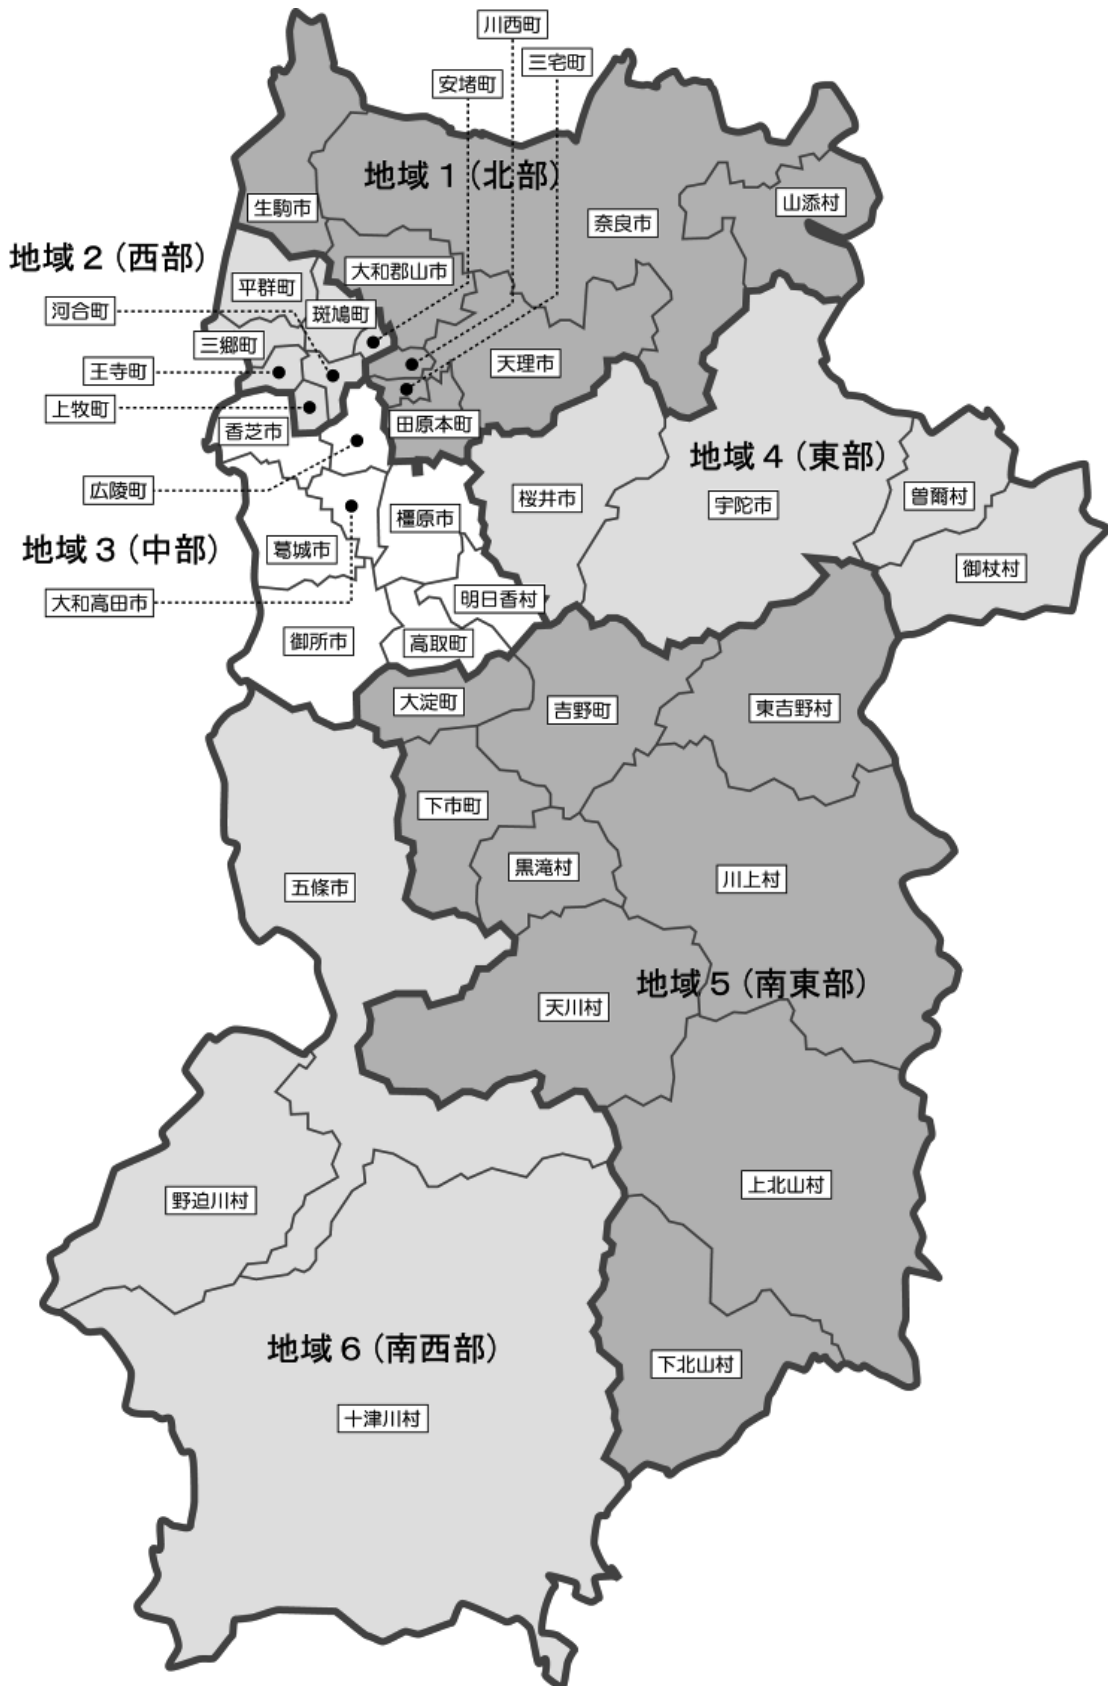 川西町
三宅町
安堵町
地域1(北部)
生駒市
奈良市
山添村
地域2(西部)
大和郡山市
平群町
河合町
斑鳩町
三郷町
天理市
王寺町
上牧町
香芝市
田原本町
地域4(東部)
広陵町
桜井市
宇陀市
曽爾村
橿原市
地域3(中部)
葛城市
御杖村
大和高田市
明日香村
御所市
高取町
大淀町
吉野町
東吉野村
下市町
黒滝村
川上村
五條市
地域5(南東部)
天川村
上北山村
野迫川村
地域6(南西部)
下北山村
十津川村